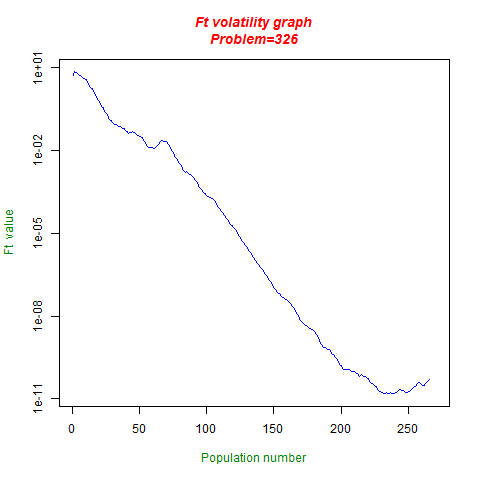 Ft volatility graph
Problem=326
1e+01
1e-02
1e-05
1e-08
1e-11
Ft value
0 50 100 150 200 250
Population number